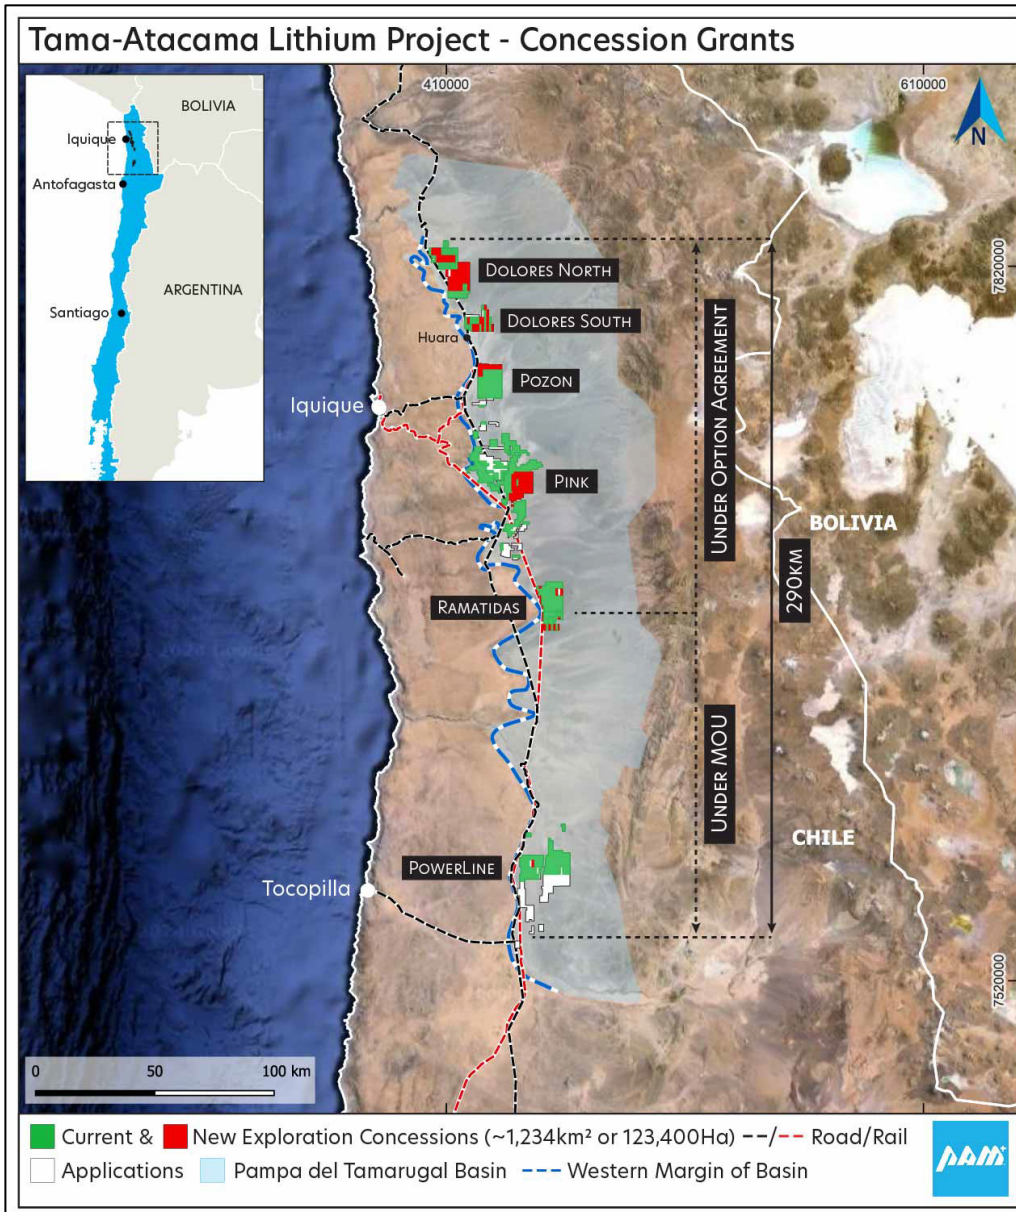 Tama-Atacama Lithium Project - Concession Grants
410000
610000
BOLIVIA
Iquique
Antofagasta
ARGENTINA
Santiago
N
7820000
DOLORES NORTH
DOLORES SOUTH
Huara
POZON
Iquique
PINK
UNDER OPTION AGREEMENT
BOLIVIA
290KM
RAMATIDAS
UNDER MOU
CHILE
POWERLINE
Tocopilla
7520000
0 50 100 km
Current & New Exploration Concessions (~1,234km² or 123,400Ha) / Road/Rail
Applications Pampa del Tamarugal Basin Western Margin of Basin
PAM